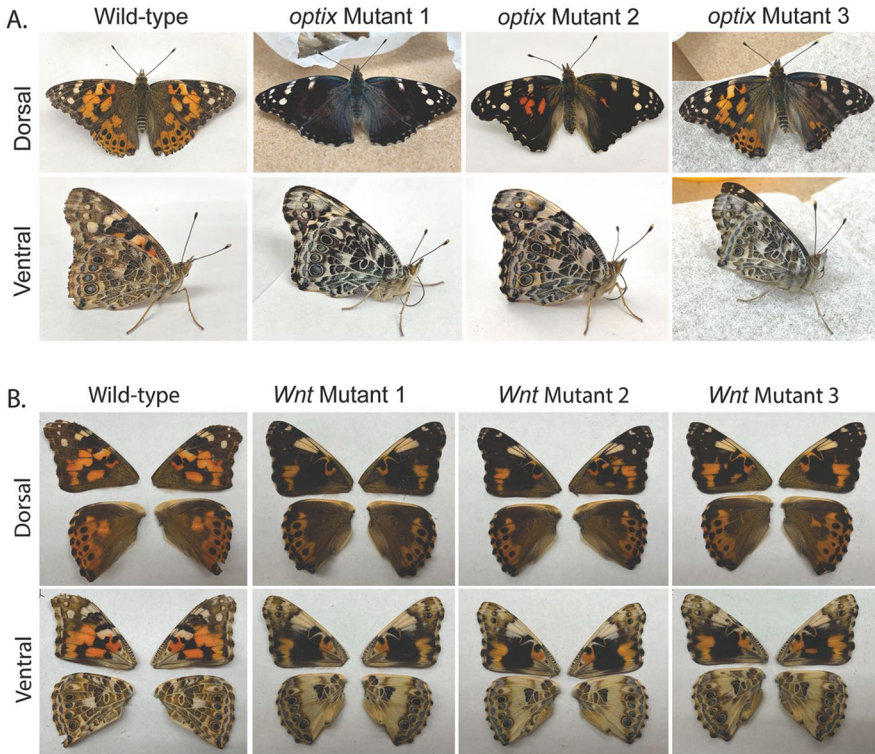 A.
Wild-type
optix Mutant 1
optix Mutant 2
optix Mutant 3
Dorsal
Ventral
B.
Wild-type
Wnt Mutant 1
Wnt Mutant 2
Wnt Mutant 3
Dorsal
Ventral